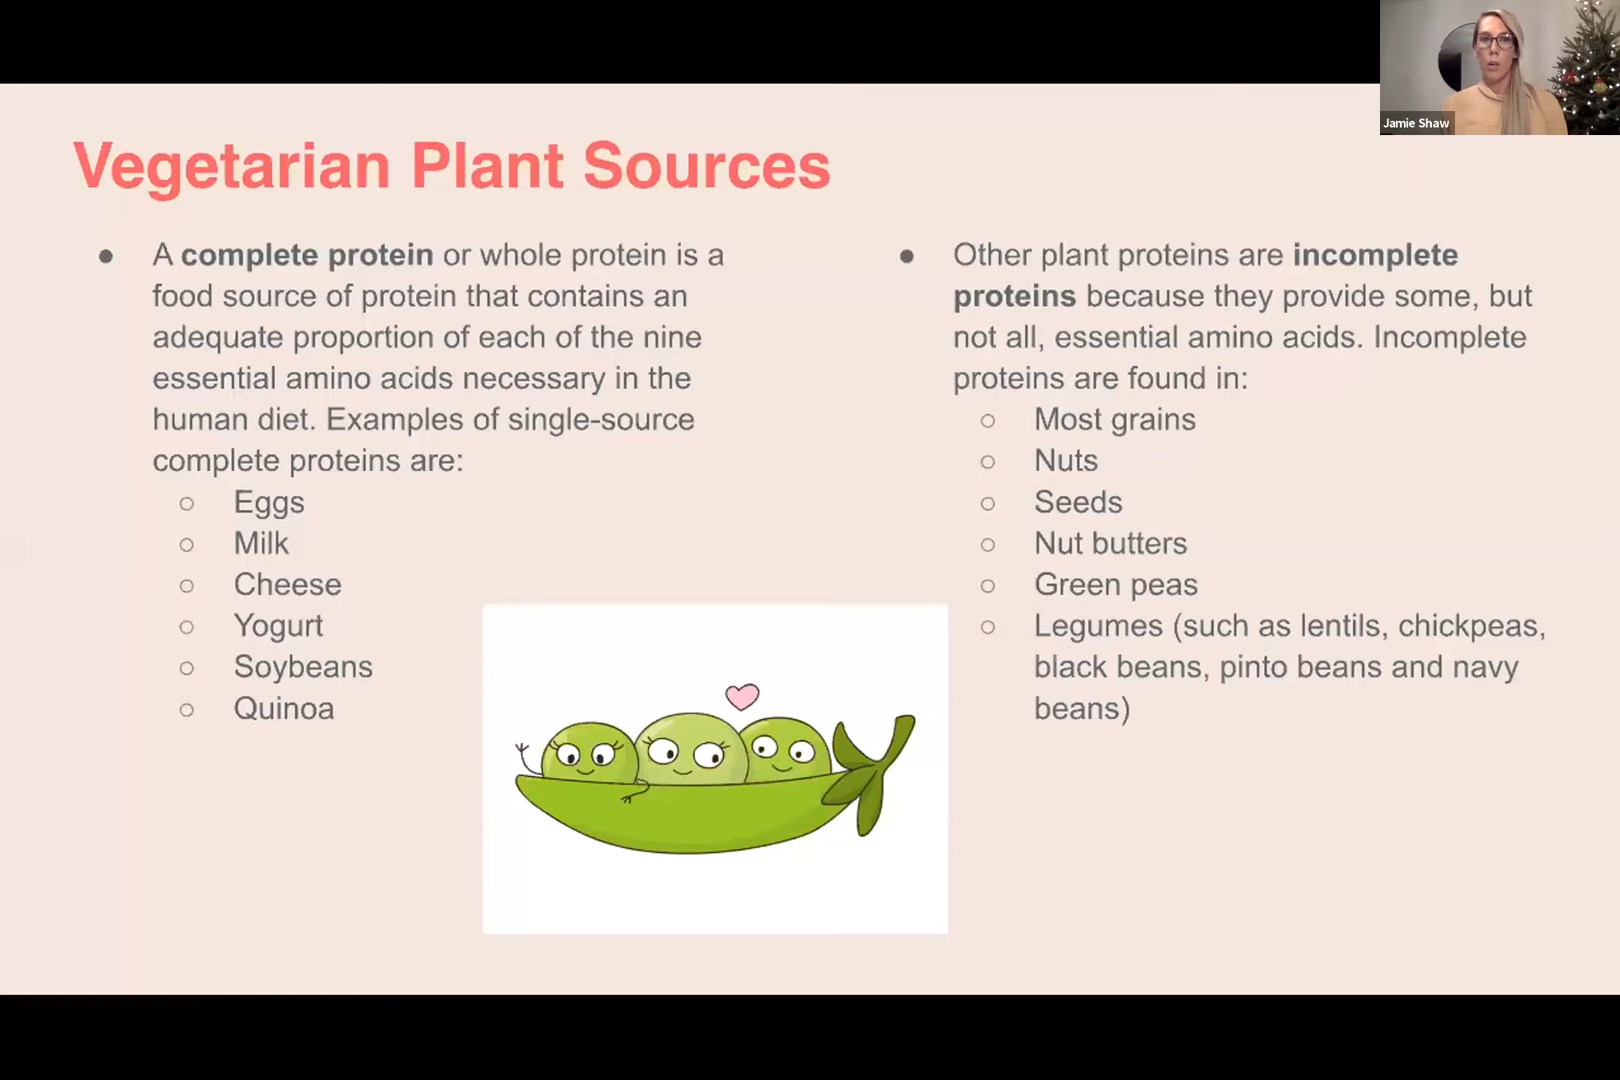 Jamie Shaw
Vegetarian Plant Sources
● A complete protein or whole protein is a
food source of protein that contains an
adequate proportion of each of the nine
essential amino acids necessary in the
human diet. Examples of single-source
complete proteins are:
○ Eggs
○ Milk
○ Cheese
○ Yogurt
○ Soybeans
○ Quinoa
● Other plant proteins are incomplete
proteins because they provide some, but
not all, essential amino acids. Incomplete
proteins are found in:
○ Most grains
○ Nuts
○ Seeds
○ Nut butters
○ Green peas
○ Legumes (such as lentils, chickpeas,
black beans, pinto beans and navy
beans)